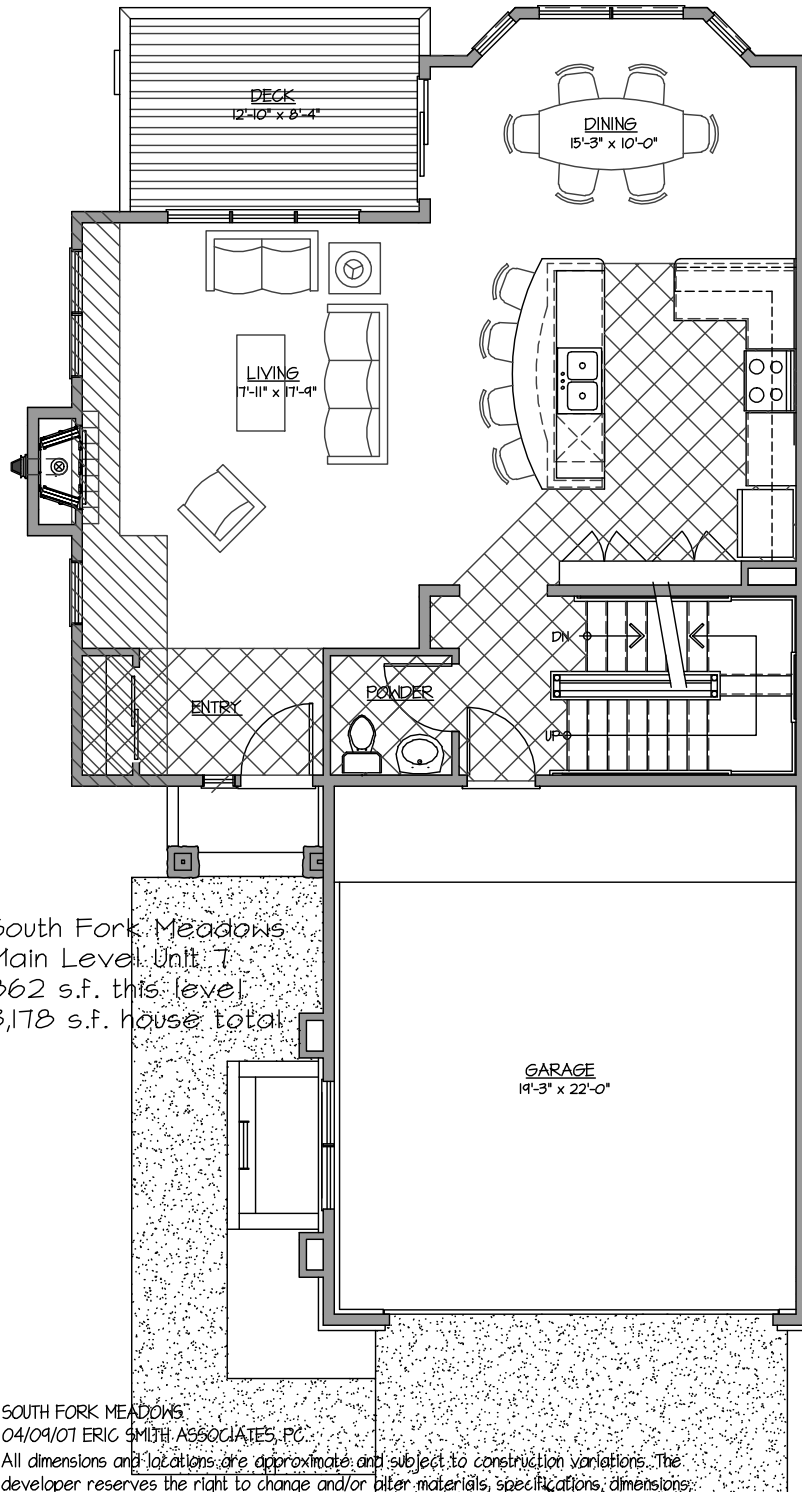 DECK
12'-10" x 8'-4"
DINING
15'-3" x 10'-0"
LIVING
17'-11" x 17'-9"
DN
ENTRY
POWDER
UP
South Fork Meadows
Main Level Unit 7
862 s.f. this level
3,178 s.f. house total
GARAGE
19'-3" x 22'-0"
SOUTH FORK MEADOWS
04/09/07 ERIC SMITH ASSOCIATES, PC.
All dimensions and locations are approximate and subject to construction variations. The
developer reserves the right to change and/or alter materials, specifications, dimensions,